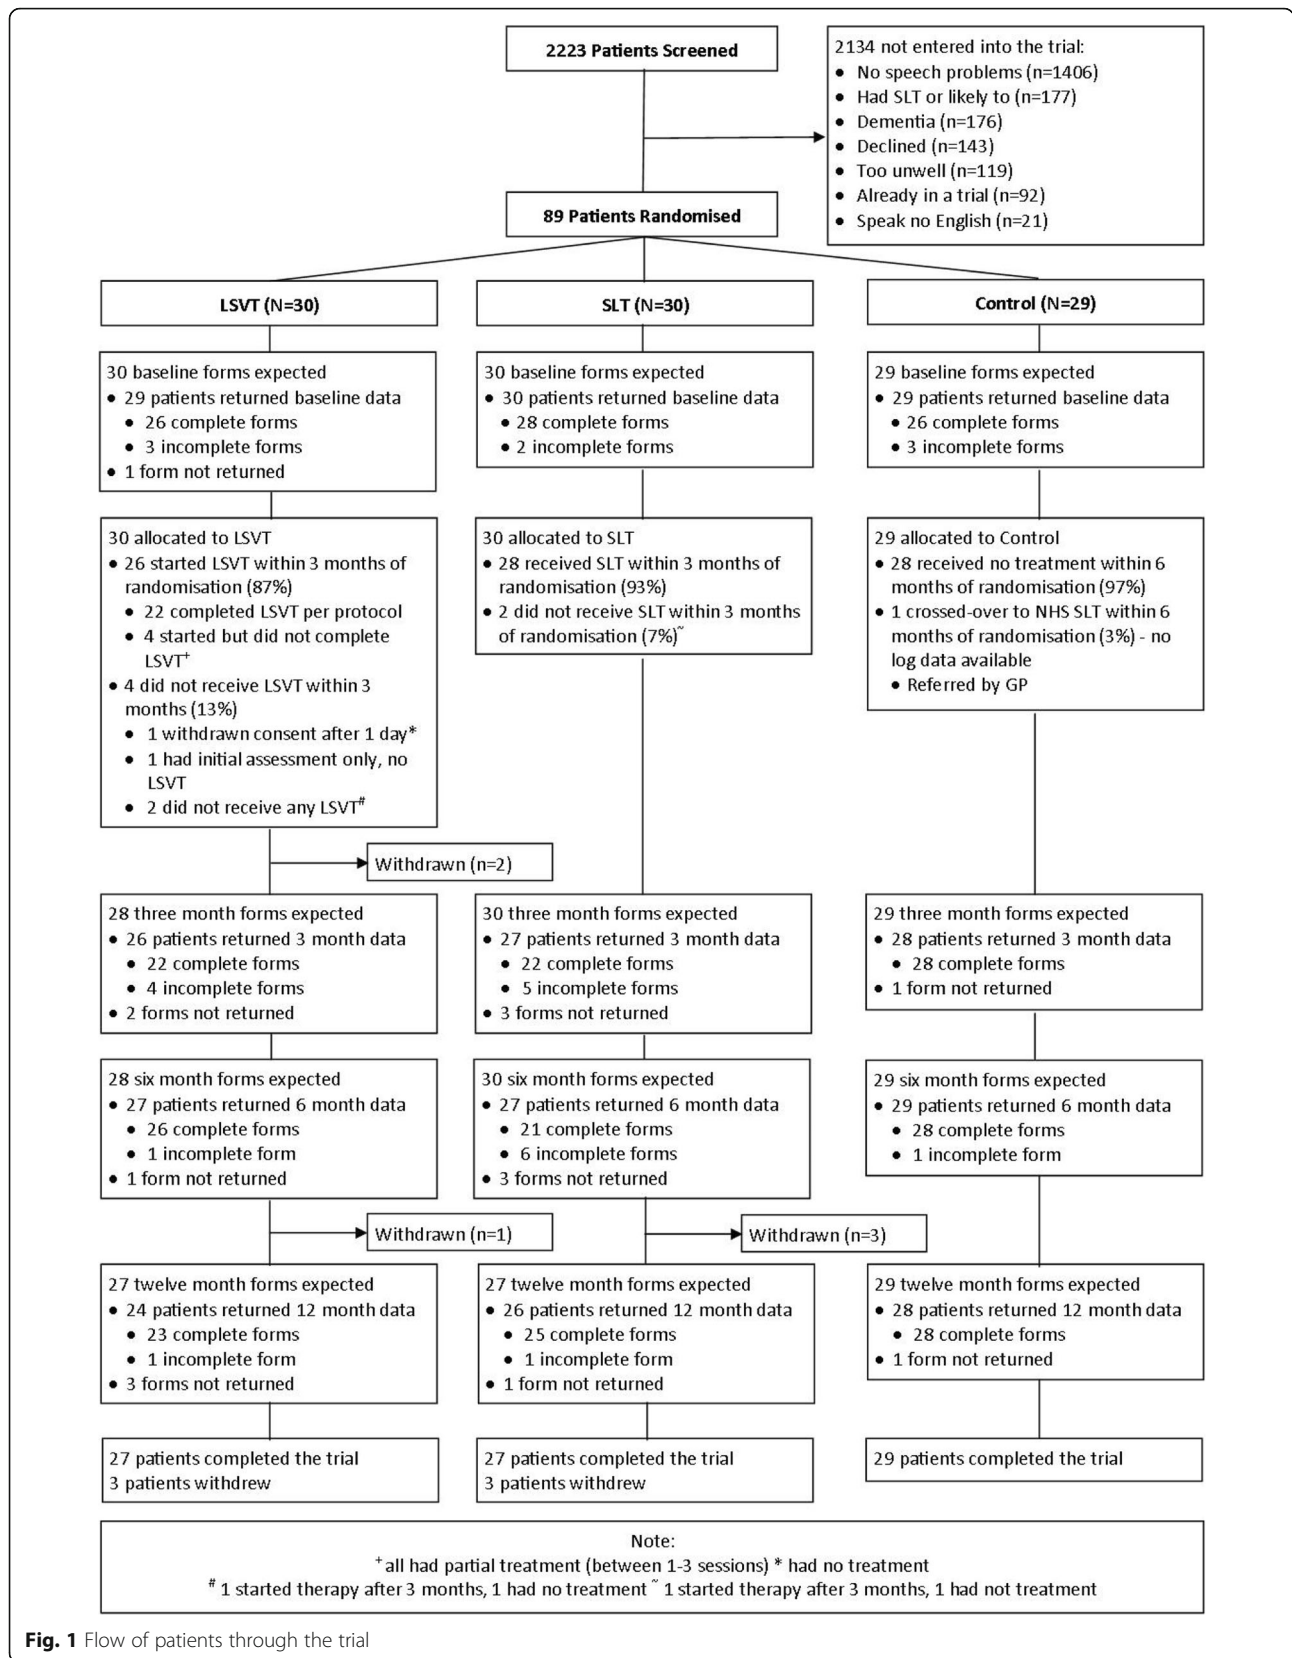 2223 Patients Screened
2134 not entered into the trial:
● No speech problems (n=1406)
● Had SLT or likely to (n=177)
● Dementia (n=176)
● Declined (n=143)
● Too unwell (n=119)
● Already in a trial (n=92)
● Speak no English (n=21)
89 Patients Randomised
LSVT (N=30)
SLT (N=30)
Control (N=29)
30 baseline forms expected
● 29 patients returned baseline data
● 26 complete forms
● 3 incomplete forms
● 1 form not returned
30 baseline forms expected
● 30 patients returned baseline data
● 28 complete forms
● 2 incomplete forms
29 baseline forms expected
● 29 patients returned baseline data
● 26 complete forms
● 3 incomplete forms
30 allocated to LSVT
● 26 started LSVT within 3 months of
randomisation (87%)
● 22 completed LSVT per protocol
● 4 started but did not complete
LSVT⁺
● 4 did not receive LSVT within 3
months (13%)
● 1 withdrawn consent after 1 day*
● 1 had initial assessment only, no
LSVT
● 2 did not receive any LSVT#
30 allocated to SLT
● 28 received SLT within 3 months of
randomisation (93%)
● 2 did not receive SLT within 3 months
of randomisation (7%)~
29 allocated to Control
● 28 received no treatment within 6
months of randomisation (97%)
● 1 crossed-over to NHS SLT within 6
months of randomisation (3%) - no
log data available
● Referred by GP
Withdrawn (n=2)
28 three month forms expected
● 26 patients returned 3 month data
● 22 complete forms
● 4 incomplete forms
● 2 forms not returned
30 three month forms expected
● 27 patients returned 3 month data
● 22 complete forms
● 5 incomplete forms
● 3 forms not returned
29 three month forms expected
● 28 patients returned 3 month data
● 28 complete forms
● 1 form not returned
28 six month forms expected
● 27 patients returned 6 month data
● 26 complete forms
● 1 incomplete form
● 1 form not returned
30 six month forms expected
● 27 patients returned 6 month data
● 21 complete forms
● 6 incomplete forms
● 3 forms not returned
29 six month forms expected
● 29 patients returned 6 month data
● 28 complete forms
● 1 incomplete form
Withdrawn (n=1)
Withdrawn (n=3)
27 twelve month forms expected
● 24 patients returned 12 month data
● 23 complete forms
● 1 incomplete form
● 3 forms not returned
27 twelve month forms expected
● 26 patients returned 12 month data
● 25 complete forms
● 1 incomplete form
● 1 form not returned
29 twelve month forms expected
● 28 patients returned 12 month data
● 28 complete forms
● 1 form not returned
27 patients completed the trial
3 patients withdrew
27 patients completed the trial
3 patients withdrew
29 patients completed the trial
Note:
⁺ all had partial treatment (between 1-3 sessions) * had no treatment
# 1 started therapy after 3 months, 1 had no treatment ~ 1 started therapy after 3 months, 1 had not treatment
Fig. 1 Flow of patients through the trial